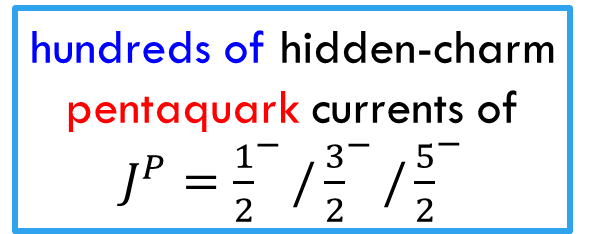 hundreds of hidden-charm
pentaquark currents of
J^P = 1/2^- / 3/2^- / 5/2^-